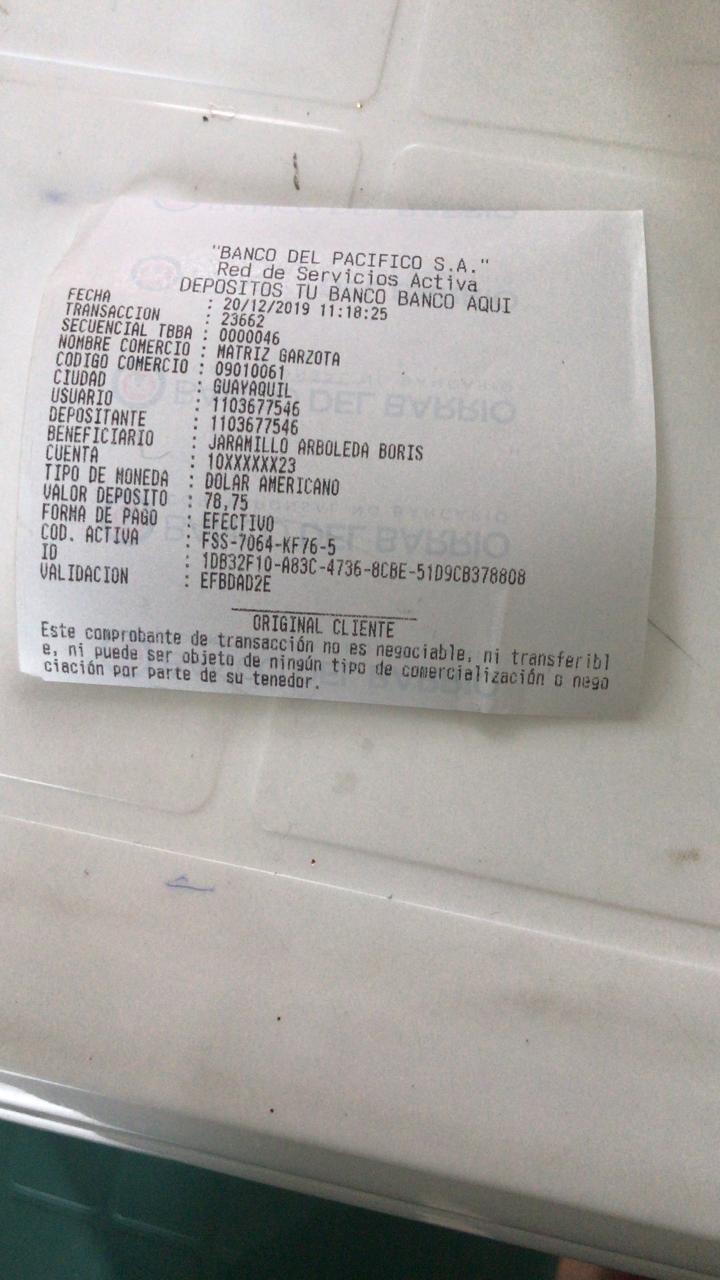 "BANCO DEL PACIFICO S.A."
Red de Servicios Activa
DEPOSITOS TU BANCO BANCO AQUI
FECHA : 20/12/2019 11:18:25
TRANSACCION : 23662
SECUENCIAL TBBA : 0000046
NOMBRE COMERCIO : MATRIZ GARZOTA
CODIGO COMERCIO : 09010061
CIUDAD : GUAYAQUIL
USUARIO : 1103677546
DEPOSITANTE : 1103677546
BENEFICIARIO : JARAMILLO ARBOLEDA BORIS
CUENTA : 10XXXXXX23
TIPO DE MONEDA : DOLAR AMERICANO
VALOR DEPOSITO : 78,75
FORMA DE PAGO : EFECTIVO
COD. ACTIVA : FSS-7064-KF76-5
ID : 1DB32F10-A83C-4736-8CBE-51D9CB378808
VALIDACION : EFBDAD2E
ORIGINAL CLIENTE
Este comprobante de transacción no es negociable, ni transferibl
e, ni puede ser objeto de ningún tipo de comercialización o nego
ciación por parte de su tenedor.